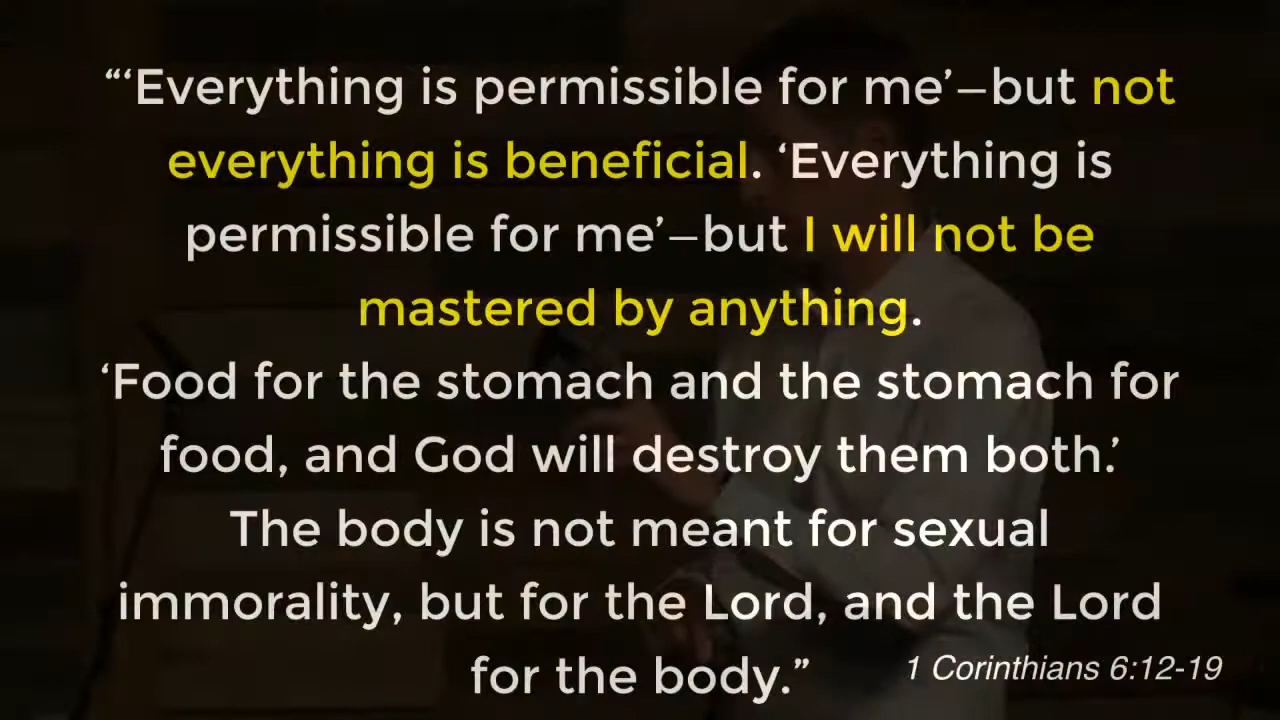 “‘Everything is permissible for me’—but not
everything is beneficial. ‘Everything is
permissible for me’—but I will not be
mastered by anything.
‘Food for the stomach and the stomach for
food, and God will destroy them both.’
The body is not meant for sexual
immorality, but for the Lord, and the Lord
for the body.”
1 Corinthians 6:12-19